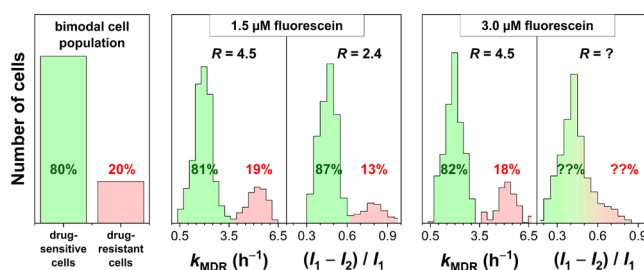 bimodal cell
population
1.5 µM fluorescein
3.0 µM fluorescein
R = 4.5
R = 2.4
R = 4.5
R = ?
Number of cells
80%
20%
81%
19%
87%
13%
82%
18%
??%
??%
drug-
sensitive
cells
drug-
resistant
cells
0.5 3.5 6.5
0.3 0.6 0.9
0.5 3.5 6.5
0.3 0.6 0.9
kMDR (h⁻¹)
(I₁ – I₂) / I₁
kMDR (h⁻¹)
(I₁ – I₂) / I₁